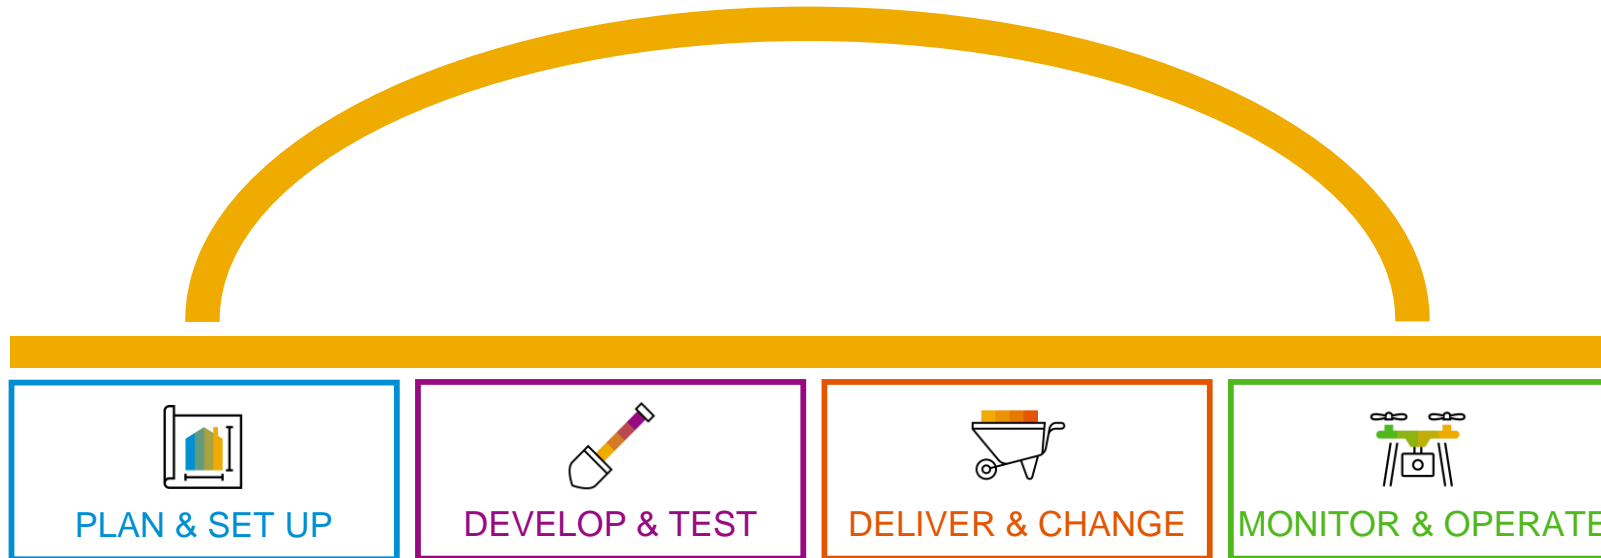 PLAN & SET UP
DEVELOP & TEST
DELIVER & CHANGE
MONITOR & OPERATE